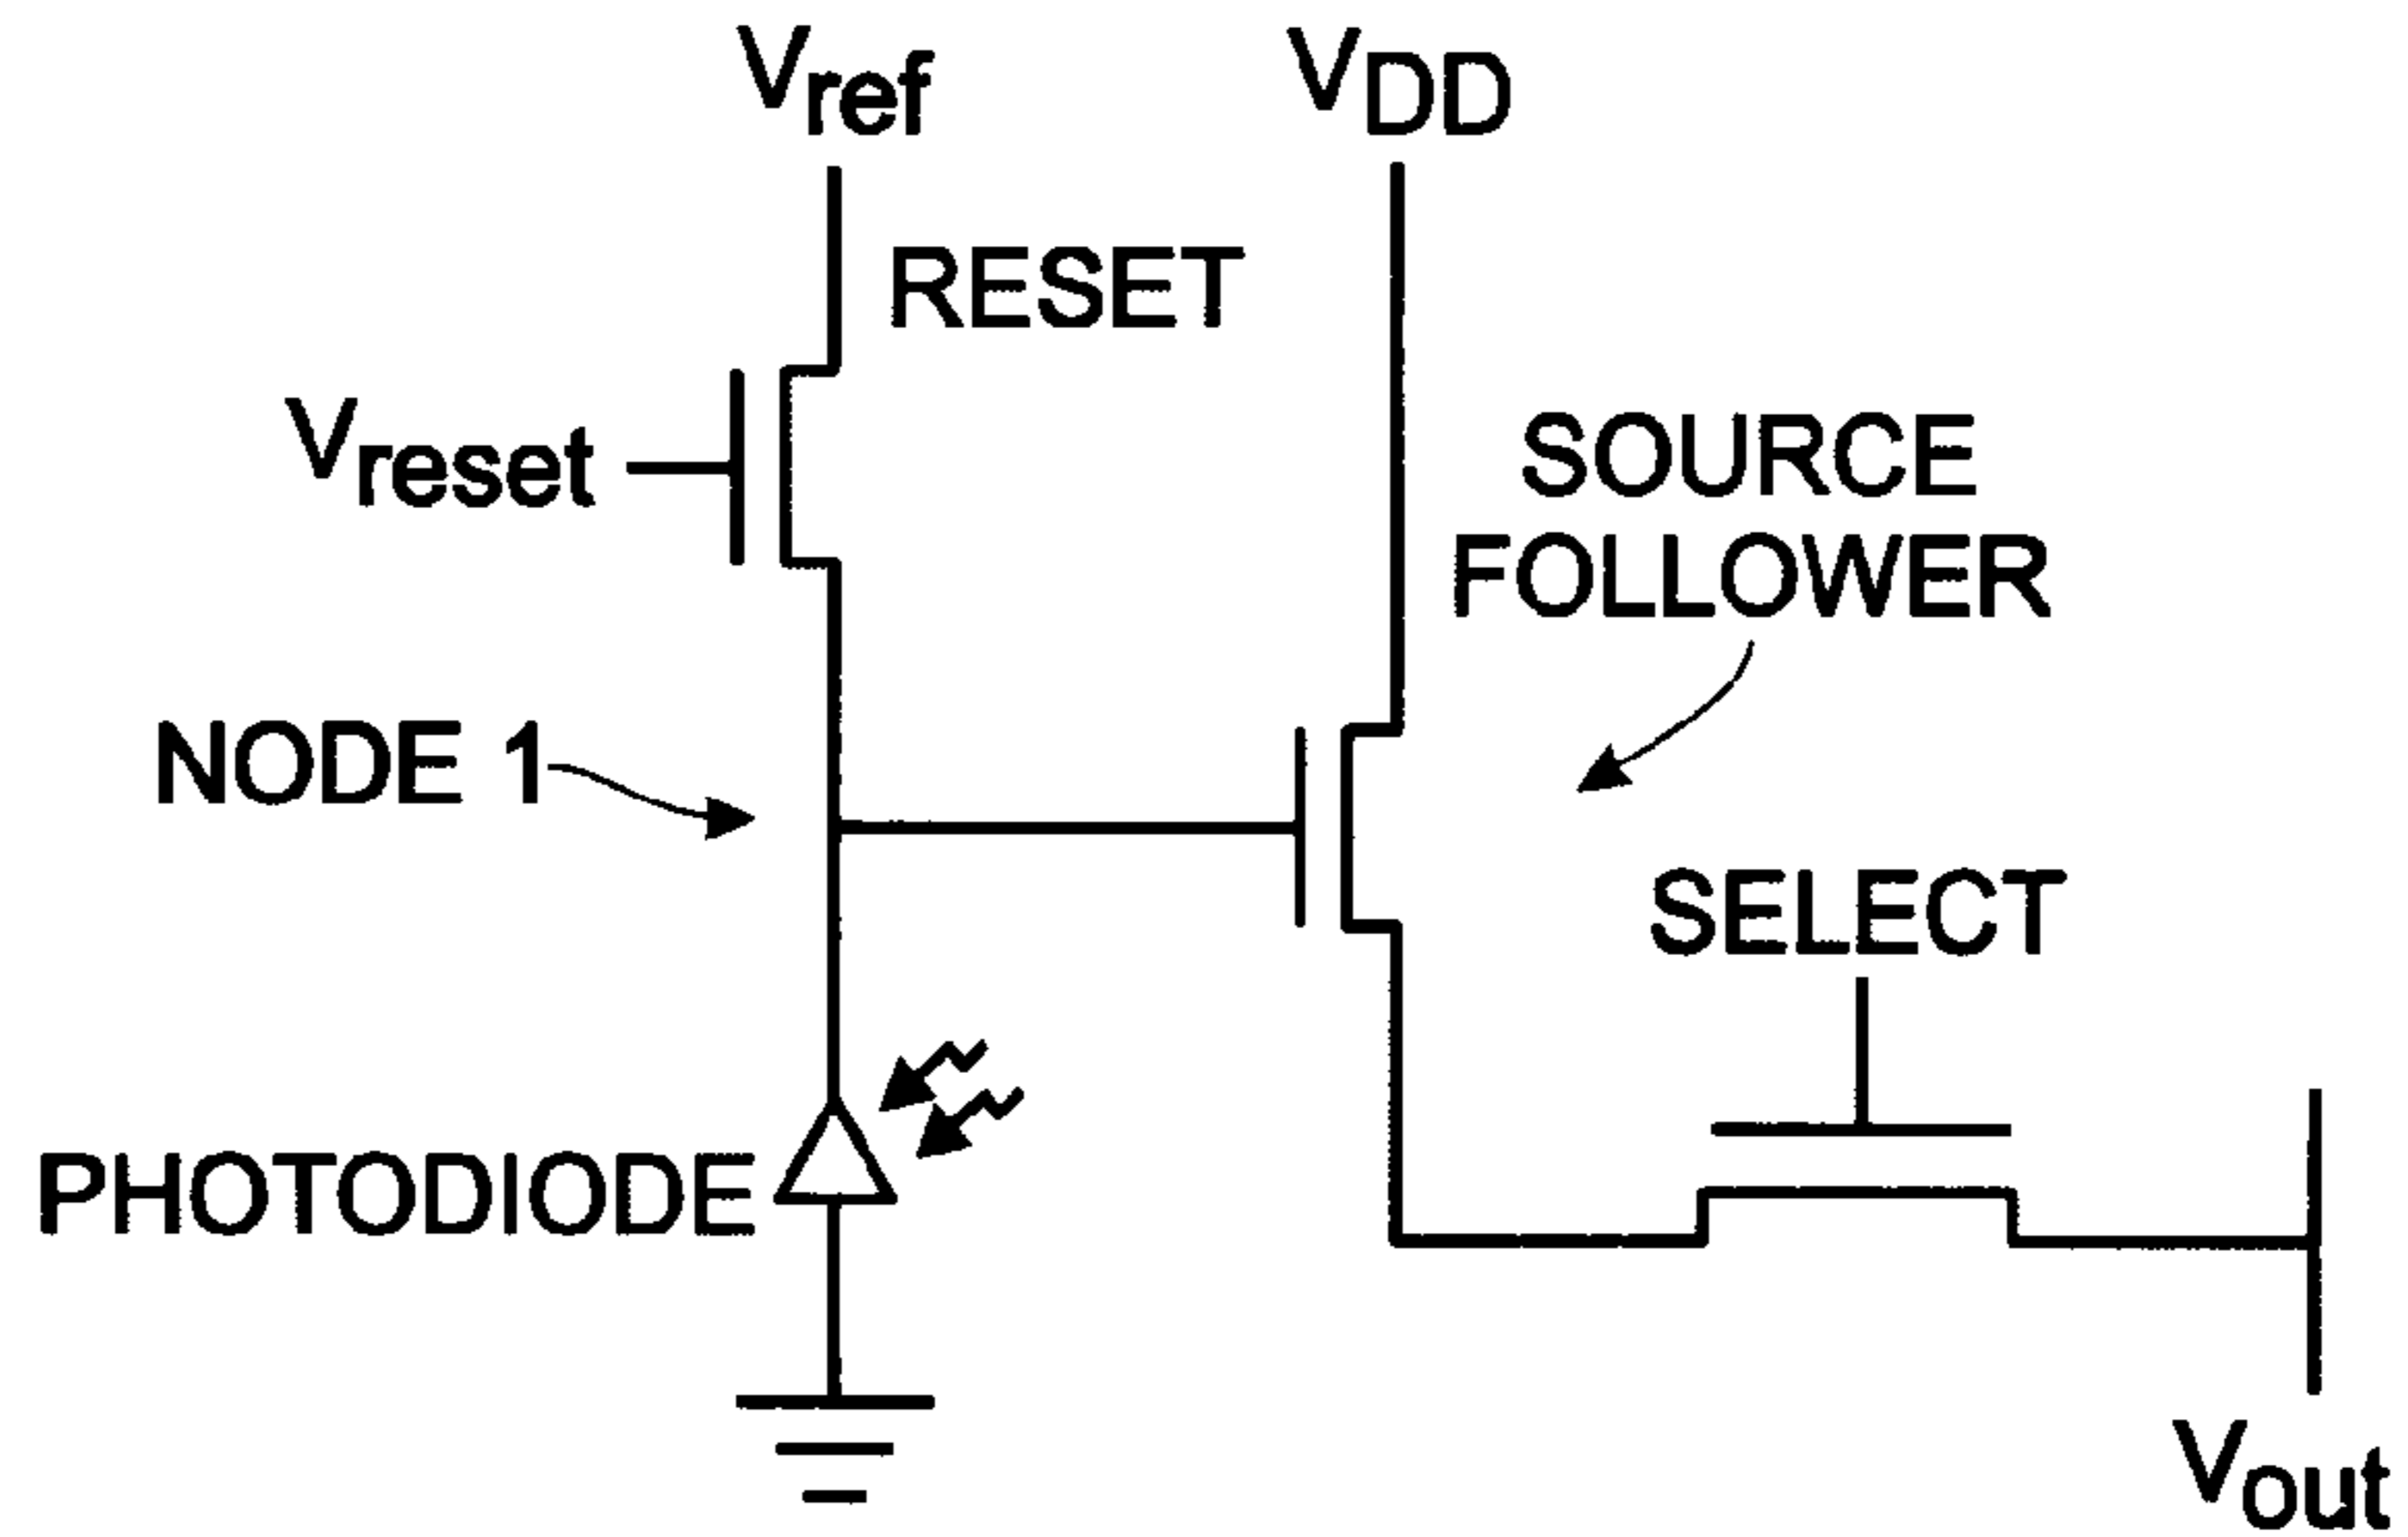 Vref
VDD
RESET
Vreset
SOURCE
FOLLOWER
NODE 1
SELECT
PHOTODIODE
Vout